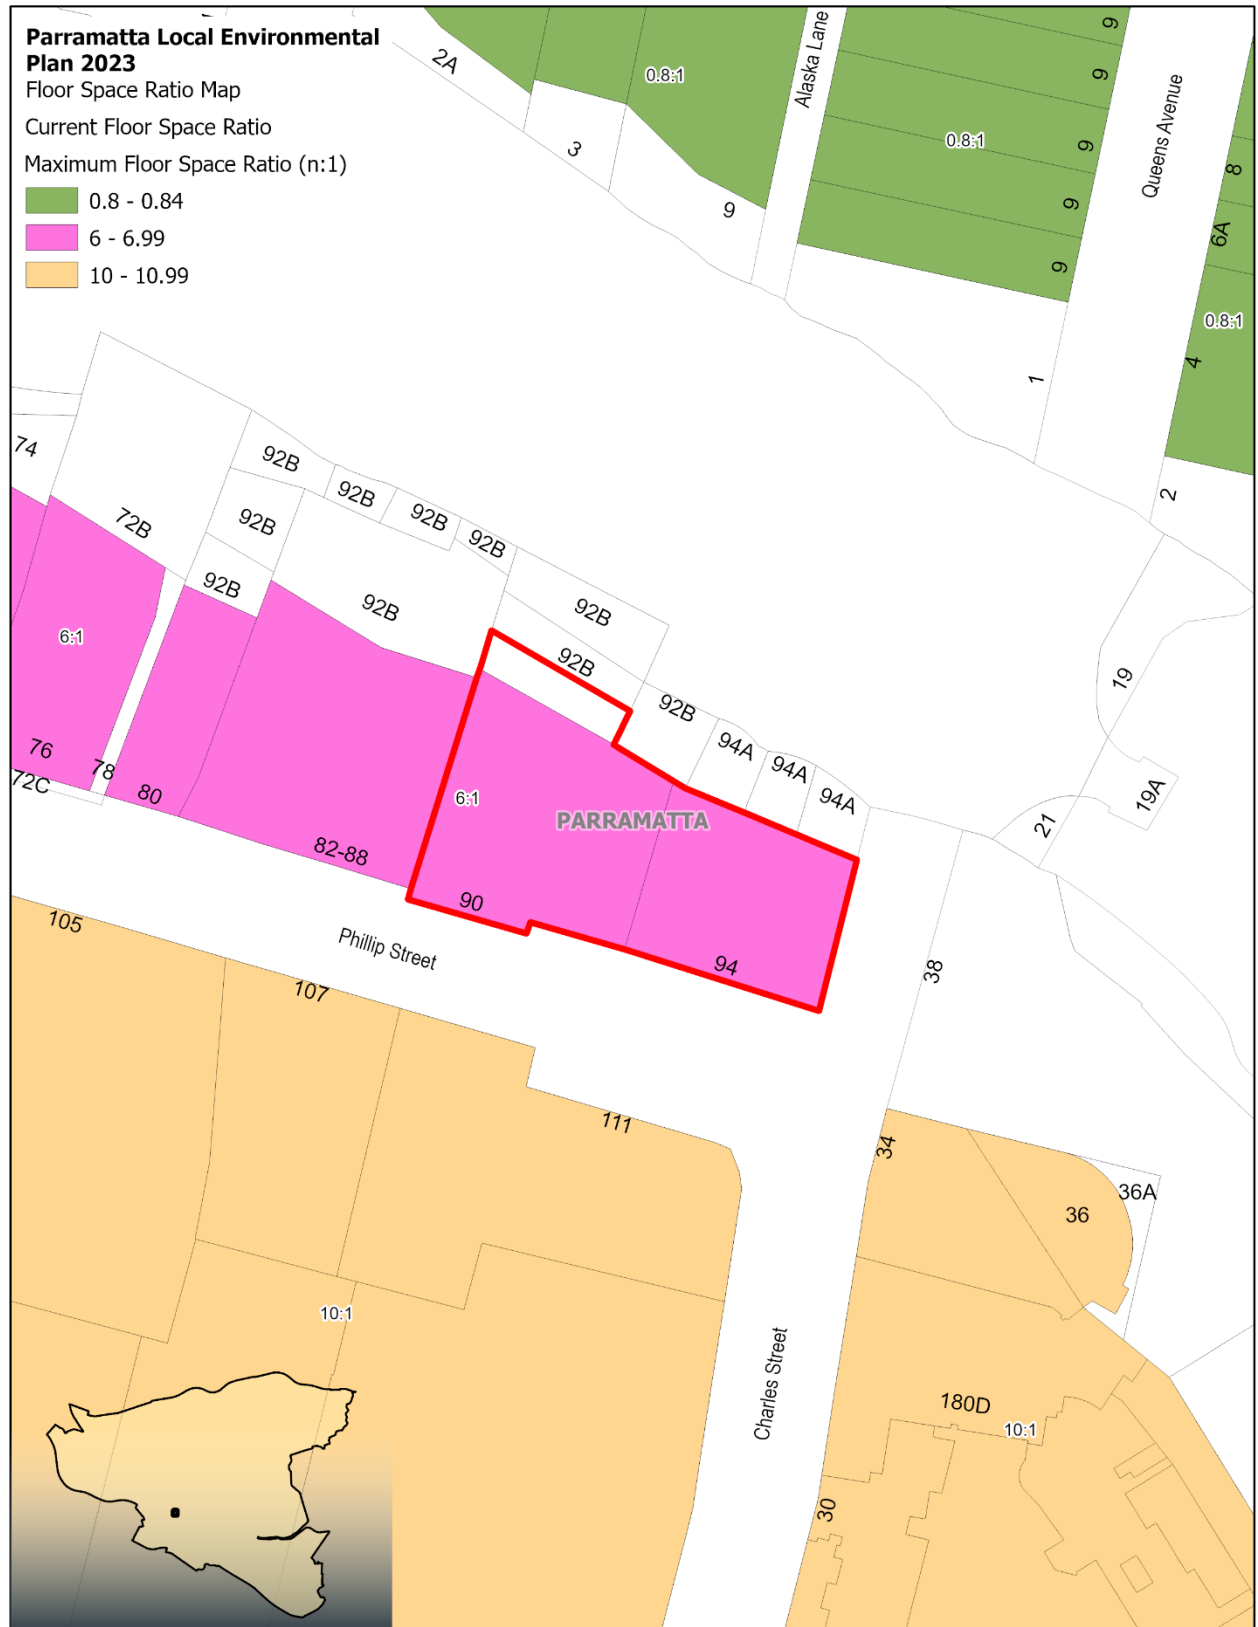 Parramatta Local Environmental
Plan 2023
Floor Space Ratio Map
Current Floor Space Ratio
Maximum Floor Space Ratio (n:1)
0.8 - 0.84
6 - 6.99
10 - 10.99
2A
0.8:1
Alaska Lane
9
9
0.8:1
9
Queens Avenue
3
8
9
9
6A
9
0.8:1
1
4
74
92B
92B
92B
92B
92B
2
72B
92B
92B
92B
6:1
92B
19
92B
94A
94A
94A
76
78
72C
80
6:1
PARRAMATTA
19A
21
82-88
90
105
Phillip Street
94
38
107
111
34
36A
36
10:1
Charles Street
180D
10:1
30